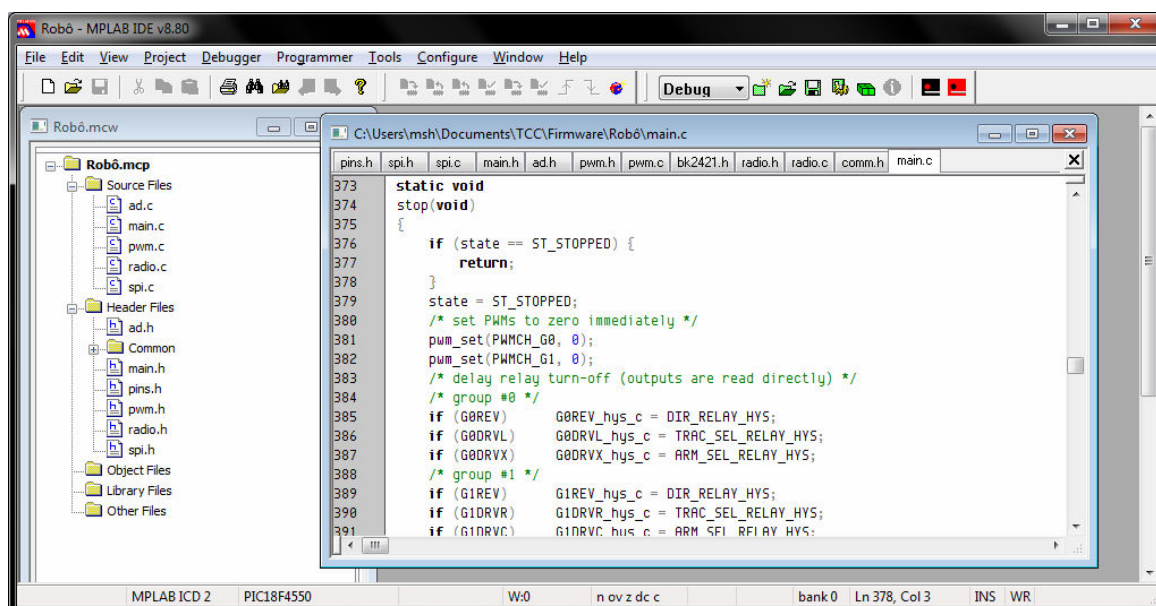 Robô - MPLAB IDE v8.80
File Edit View Project Debugger Programmer Tools Configure Window Help
Debug
Robô.mcw
Robô.mcp
Source Files
ad.c
main.c
pwm.c
radio.c
spi.c
Header Files
ad.h
Common
main.h
pins.h
pwm.h
radio.h
spi.h
Object Files
Library Files
Other Files
C:\Users\msh\Documents\TCC\Firmware\Robô\main.c
pins.h spi.h spi.c main.h ad.h pwm.h pwm.c bk2421.h radio.h radio.c comm.h main.c
373 static void
374 stop(void)
375 {
376 if (state == ST_STOPPED) {
377 return;
378 }
379 state = ST_STOPPED;
380 /* set PWMs to zero immediately */
381 pwm_set(PWMCH_G0, 0);
382 pwm_set(PWMCH_G1, 0);
383 /* delay relay turn-off (outputs are read directly) */
384 /* group #0 */
385 if (G0REV) G0REV_hys_c = DIR_RELAY_HYS;
386 if (G0DRVL) G0DRVL_hys_c = TRAC_SEL_RELAY_HYS;
387 if (G0DRVX) G0DRVX_hys_c = ARM_SEL_RELAY_HYS;
388 /* group #1 */
389 if (G1REV) G1REV_hys_c = DIR_RELAY_HYS;
390 if (G1DRVR) G1DRVR_hys_c = TRAC_SEL_RELAY_HYS;
391 if (G1DRVC) G1DRVC_hys_c = ARM_SEL_RELAY_HYS;
MPLAB ICD 2 PIC18F4550 W:0 n ov z dc c bank 0 Ln 378, Col 3 INS WR